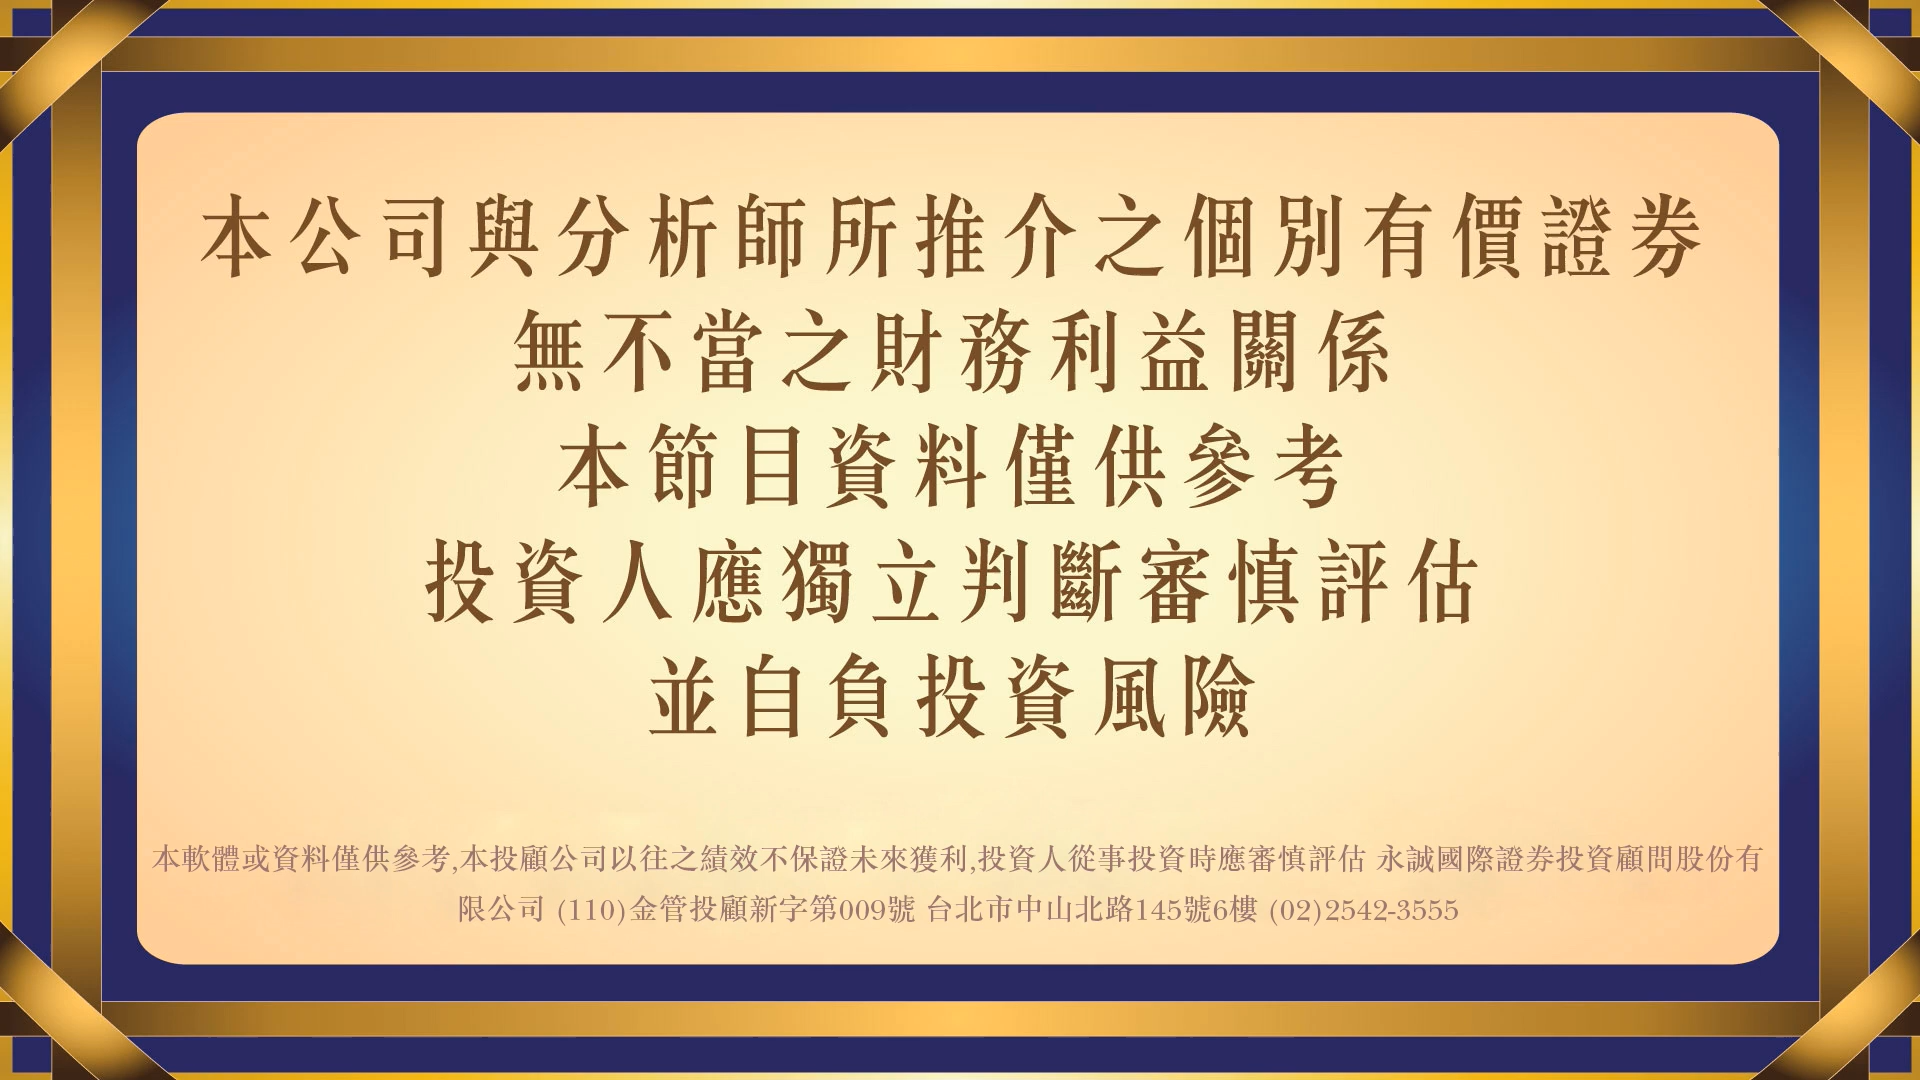 本公司與分析師所推介之個別有價證券
無不當之財務利益關係
本節目資料僅供參考
投資人應獨立判斷審慎評估
並自負投資風險
本軟體或資料僅供參考,本投顧公司以往之績效不保證未來獲利,投資人從事投資時應審慎評估 永誠國際證券投資顧問股份有
限公司 (110)金管投顧新字第009號 台北市中山北路145號6樓 (02)2542-3555